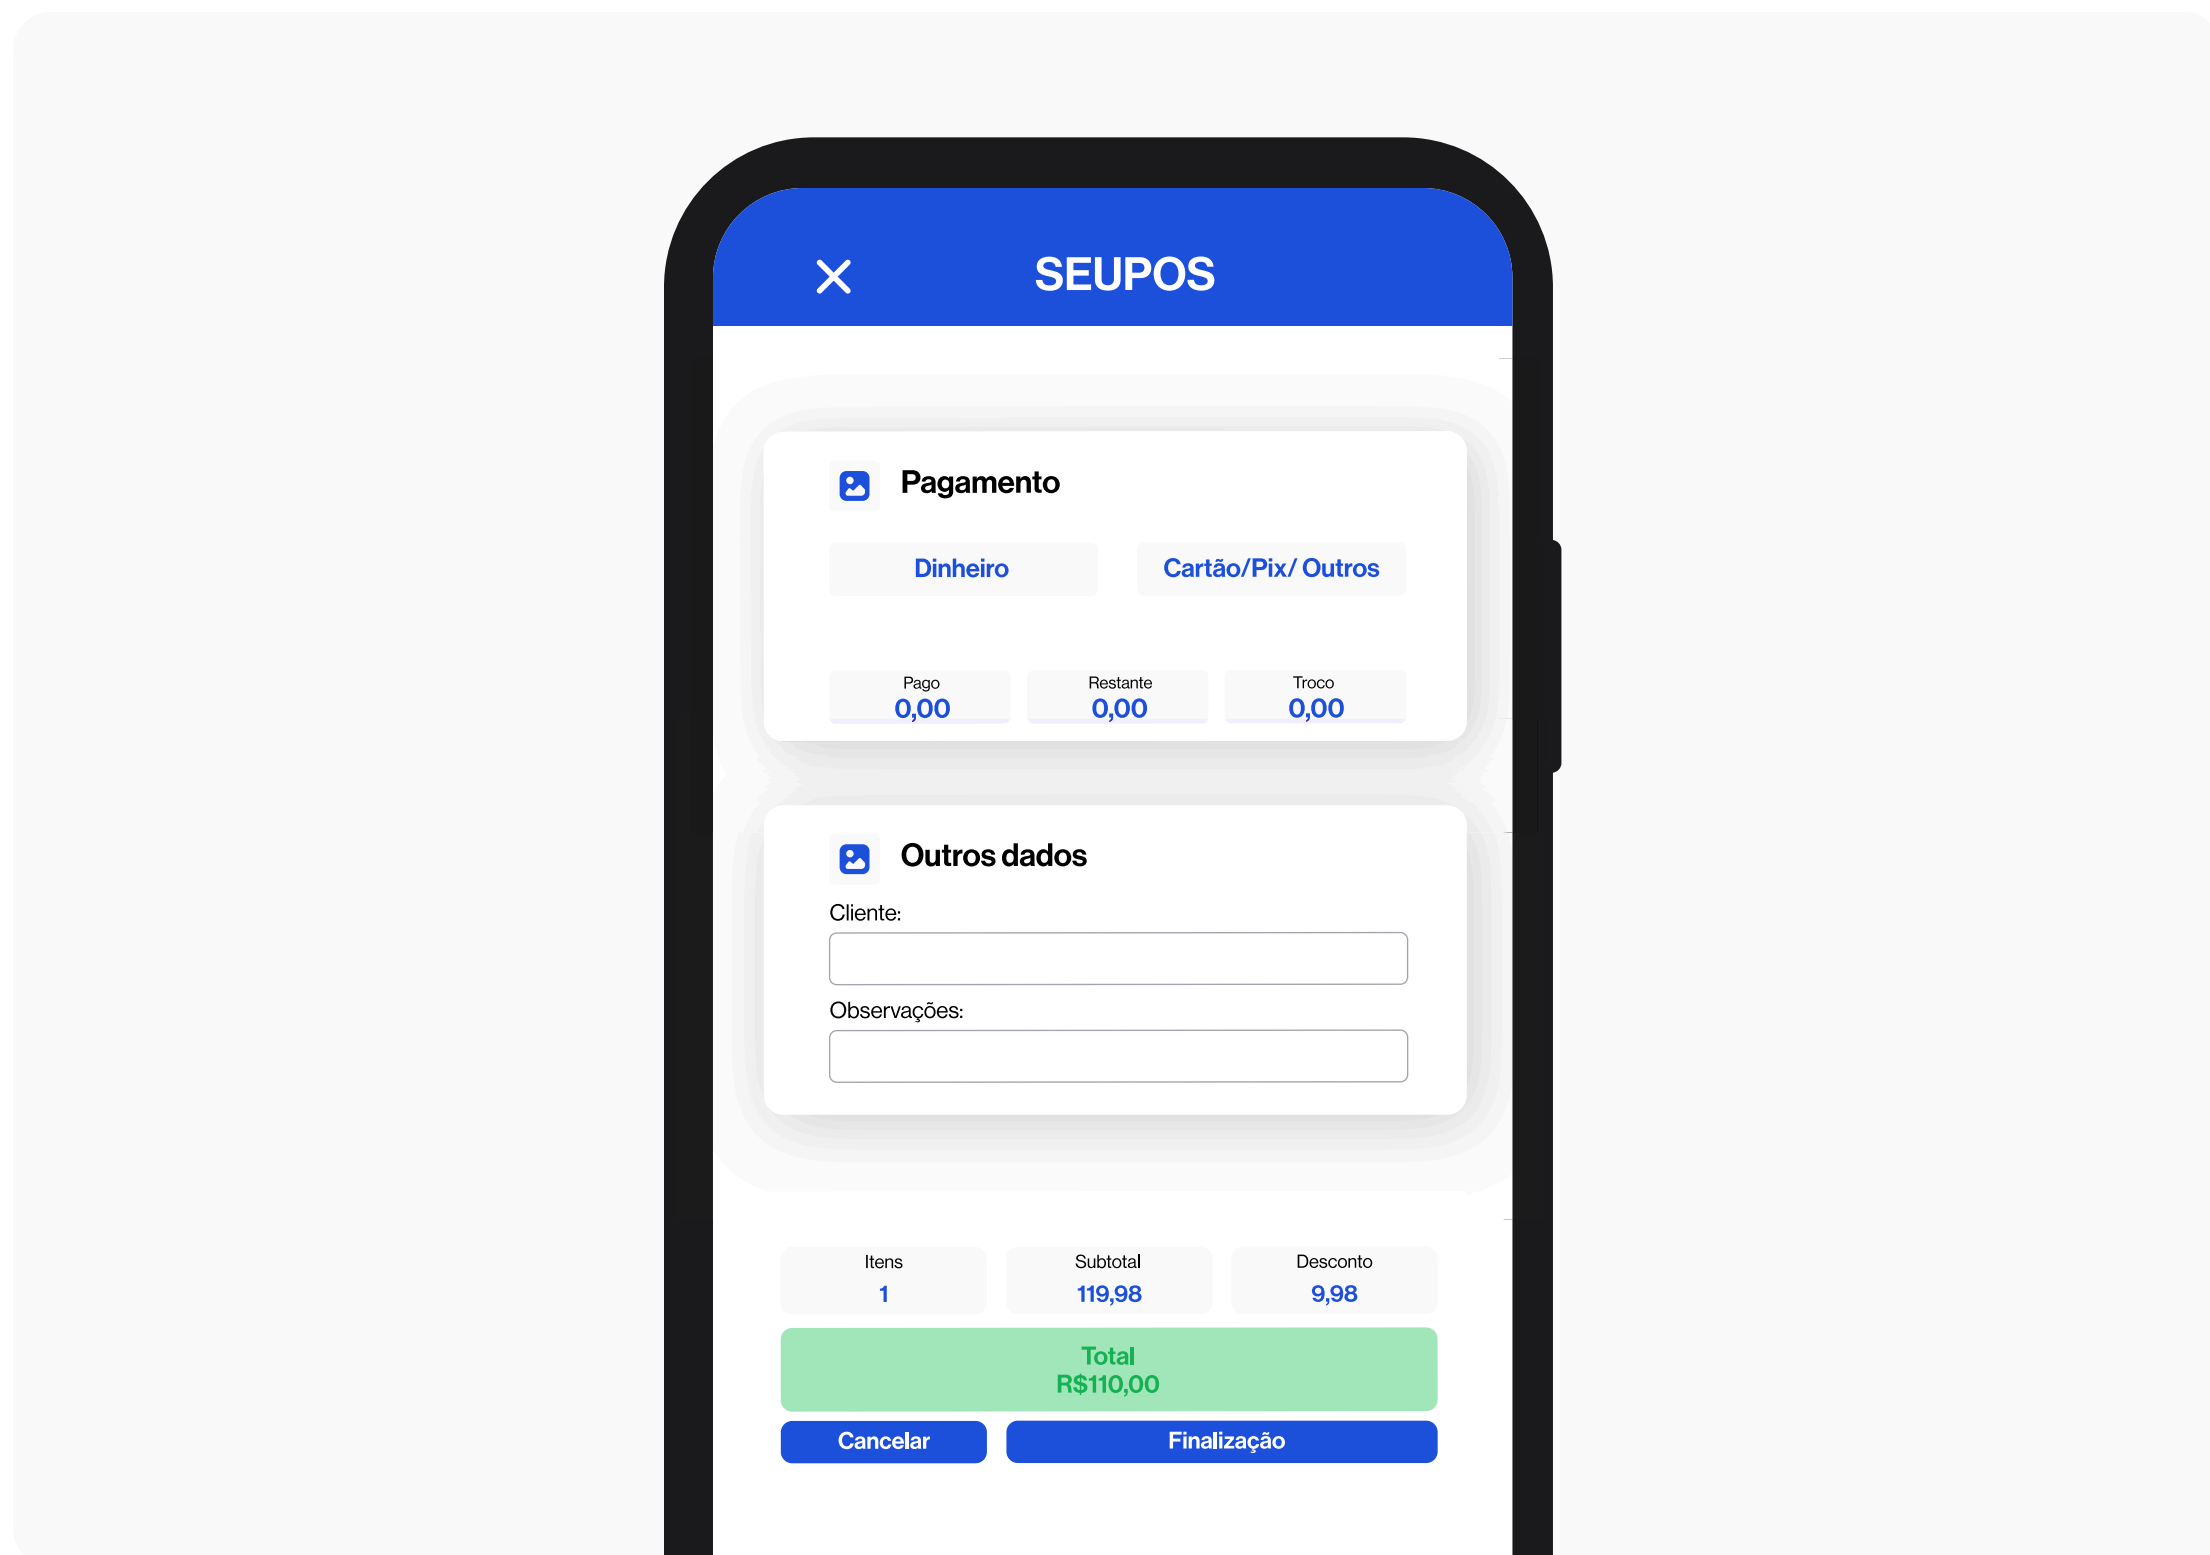 SEUPOS
Pagamento
Dinheiro
Cartão/Pix/ Outros
Pago
0,00
Restante
0,00
Troco
0,00
Outros dados
Cliente:
Observações:
Itens
1
Subtotal
119,98
Desconto
9,98
Total
R$110,00
Cancelar
Finalização